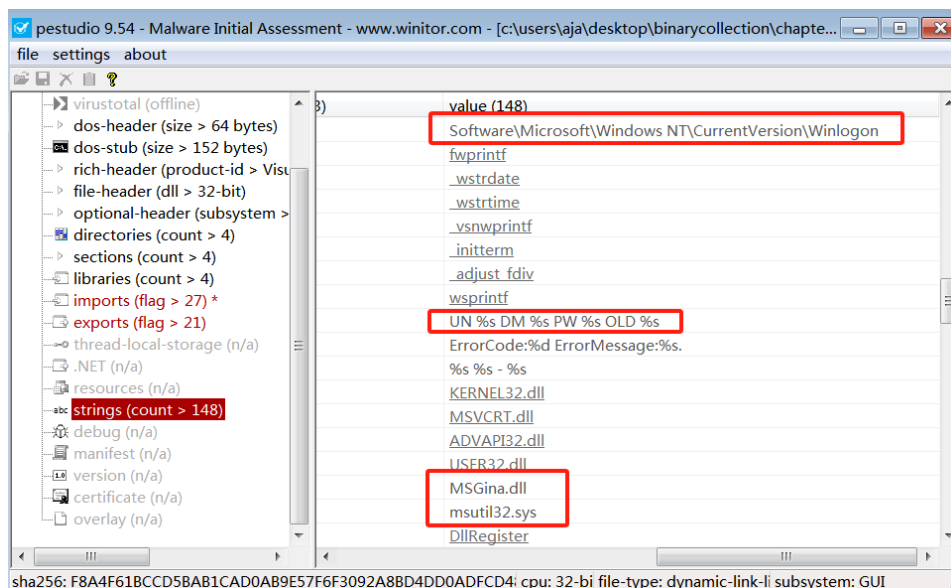 pestudio 9.54 - Malware Initial Assessment - www.winitor.com - [c:\users\aja\desktop\binarycollection\chapte...
file settings about
virustotal (offline)
dos-header (size > 64 bytes)
dos-stub (size > 152 bytes)
rich-header (product-id > Visu
file-header (dll > 32-bit)
optional-header (subsystem >
directories (count > 4)
sections (count > 4)
libraries (count > 4)
imports (flag > 27) *
exports (flag > 21)
thread-local-storage (n/a)
.NET (n/a)
resources (n/a)
abc strings (count > 148)
debug (n/a)
manifest (n/a)
1.0 version (n/a)
certificate (n/a)
overlay (n/a)
3) value (148)
Software\Microsoft\Windows NT\CurrentVersion\Winlogon
fwprintf
_wstrdate
_wstrtime
_vsnwprintf
_initterm
_adjust_fdiv
wsprintf
UN %s DM %s PW %s OLD %s
ErrorCode:%d ErrorMessage:%s.
%s %s - %s
KERNEL32.dll
MSVCRT.dll
ADVAPI32.dll
USER32.dll
MSGina.dll
msutil32.sys
DllRegister
sha256: F8A4F61BCCD5BAB1CAD0AB9E57F6F3092A8BD4DD0ADFCD4 cpu: 32-bi file-type: dynamic-link-li subsystem: GUI